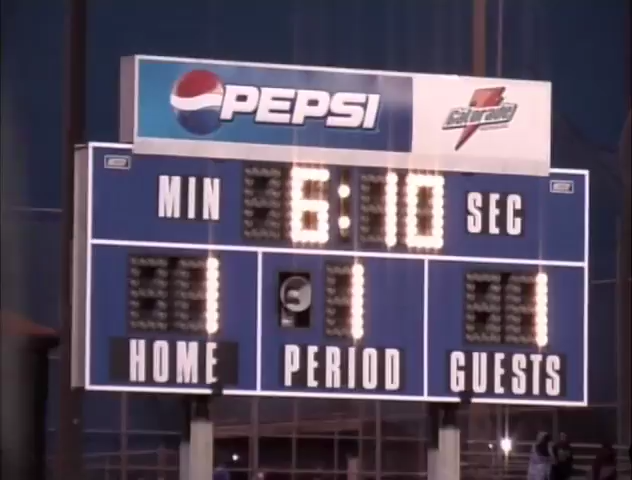 PEPSI Gatorade
MIN 6:10 SEC
1 1 1
HOME PERIOD GUESTS